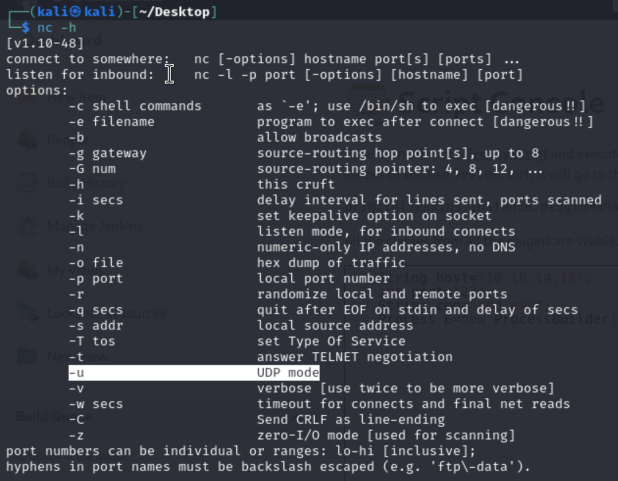 (kali㉿kali)-[~/Desktop]
$ nc -h
[v1.10-48]
connect to somewhere: nc [-options] hostname port[s] [ports] ...
listen for inbound: nc -l -p port [-options] [hostname] [port]
options:
-c shell commands as `-e'; use /bin/sh to exec [dangerous!!]
-e filename program to exec after connect [dangerous!!]
-b allow broadcasts
-g gateway source-routing hop point[s], up to 8
-G num source-routing pointer: 4, 8, 12, ...
-h this cruft
-i secs delay interval for lines sent, ports scanned
-k set keepalive option on socket
-l listen mode, for inbound connects
-n numeric-only IP addresses, no DNS
-o file hex dump of traffic
-p port local port number
-r randomize local and remote ports
-q secs quit after EOF on stdin and delay of secs
-s addr local source address
-T tos set Type Of Service
-t answer TELNET negotiation
-u UDP mode
-v verbose [use twice to be more verbose]
-w secs timeout for connects and final net reads
-C Send CRLF as line-ending
-z zero-I/O mode [used for scanning]
port numbers can be individual or ranges: lo-hi [inclusive];
hyphens in port names must be backslash escaped (e.g. 'ftp\-data').
Script Console
Manage Jenkins